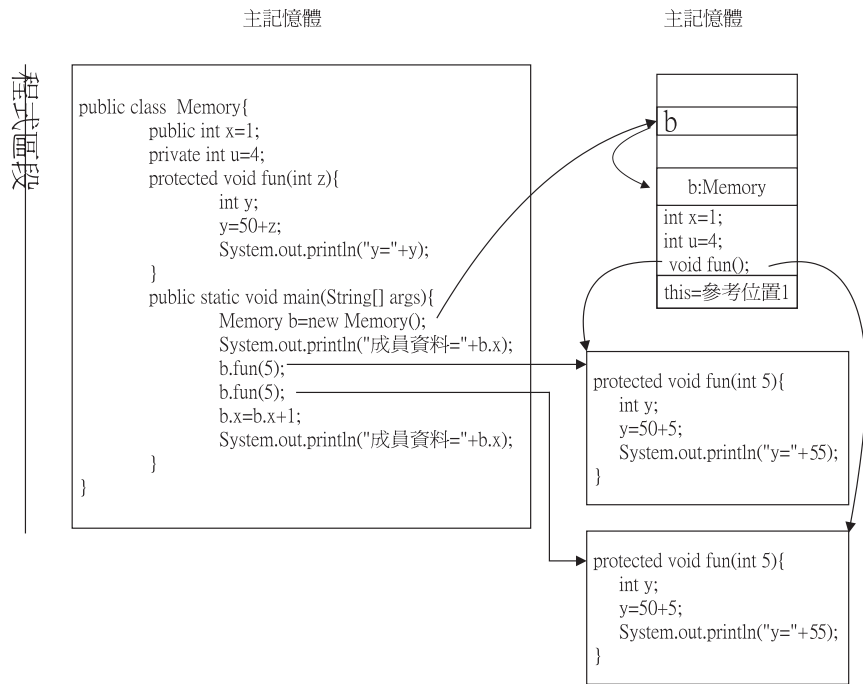 主記憶體
主記憶體
程式區段
public class Memory{
public int x=1;
private int u=4;
protected void fun(int z){
int y;
y=50+z;
System.out.println("y="+y);
}
public static void main(String[] args){
Memory b=new Memory();
System.out.println("成員資料="+b.x);
b.fun(5);
b.fun(5);
b.x=b.x+1;
System.out.println("成員資料="+b.x);
}
}
b
b:Memory
int x=1;
int u=4;
void fun();
this=參考位置1
protected void fun(int 5){
int y;
y=50+5;
System.out.println("y="+55);
}
protected void fun(int 5){
int y;
y=50+5;
System.out.println("y="+55);
}